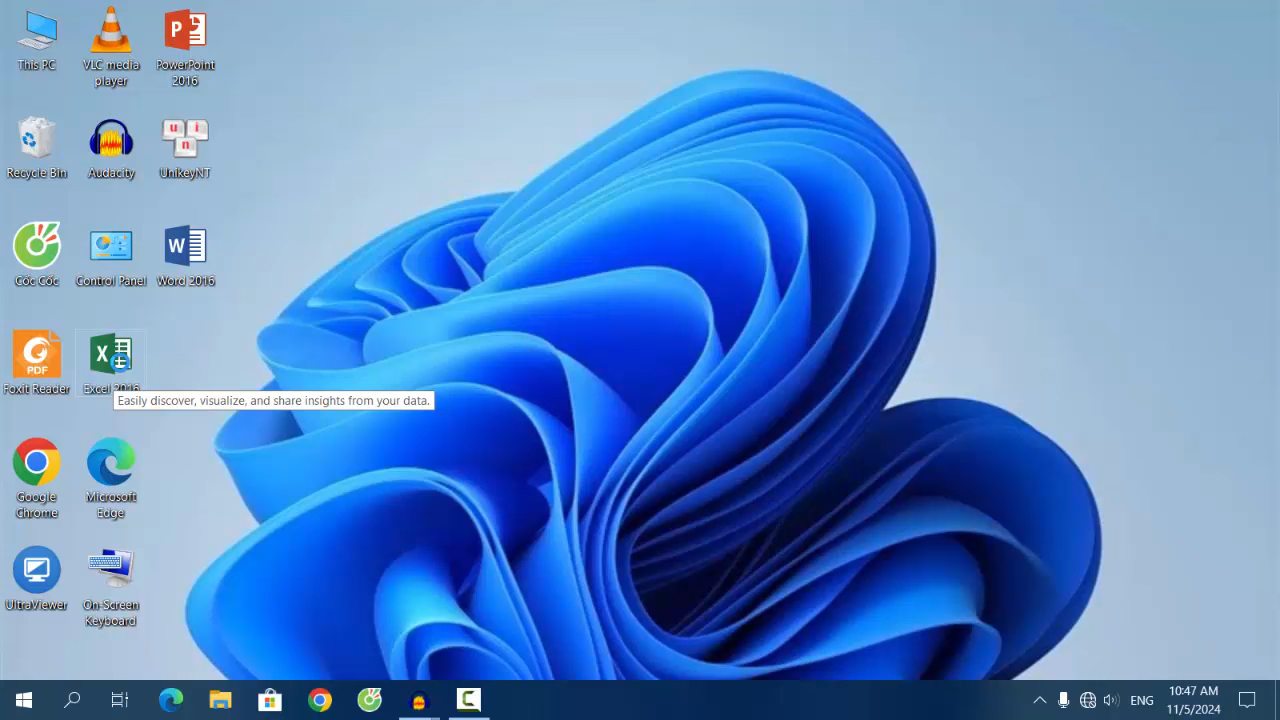 This PC
VLC media
player
PowerPoint
2016
Recycle Bin
Audacity
UnikeyNT
Cốc Cốc
Control Panel
Word 2016
Foxit Reader
Excel 2016
Easily discover, visualize, and share insights from your data.
Google
Chrome
Microsoft
Edge
UltraViewer
On-Screen
Keyboard
ENG
10:47 AM
11/5/2024